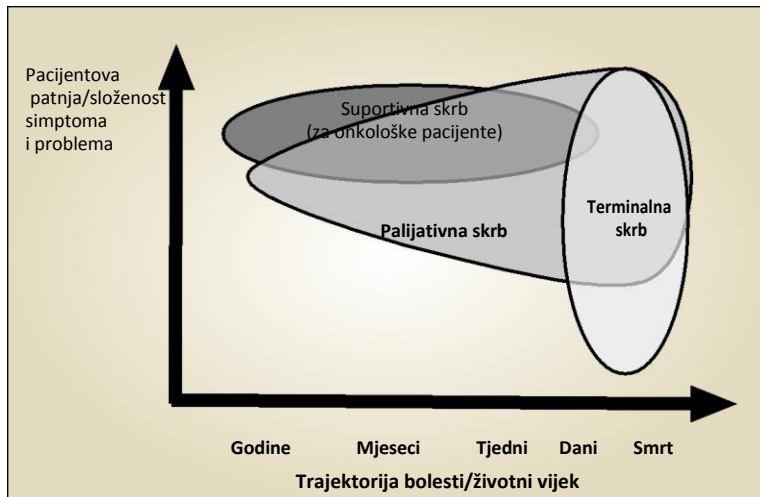 Pacijentova
patnja/složenost
simptoma
i problema
Suportivna skrb
(za onkološke pacijente)
Palijativna skrb
Terminalna
skrb
Godine Mjeseci Tjedni Dani Smrt
Trajektorija bolesti/životni vijek